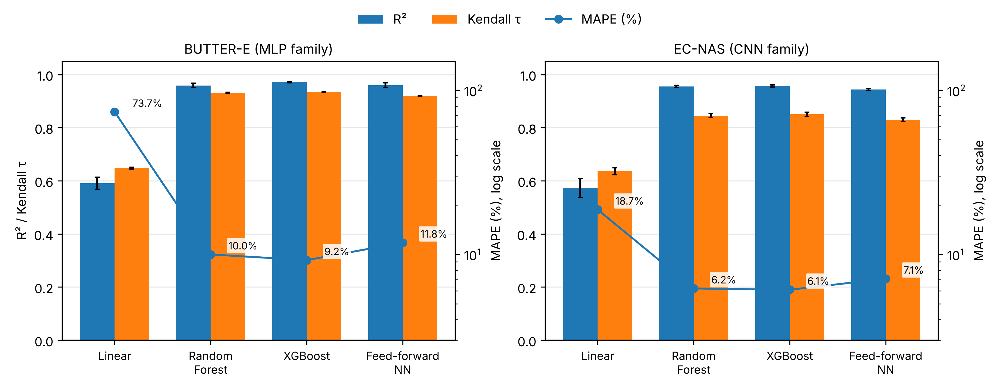 R² Kendall τ MAPE (%)
BUTTER-E (MLP family)
R² / Kendall τ
1.0
0.8
0.6
0.4
0.2
0.0
73.7%
10.0%
9.2%
11.8%
10²
10¹
MAPE (%), log scale
Linear
Random
Forest
XGBoost
Feed-forward
NN
EC-NAS (CNN family)
1.0
0.8
0.6
0.4
0.2
0.0
18.7%
6.2%
6.1%
7.1%
10²
10¹
MAPE (%), log scale
Linear
Random
Forest
XGBoost
Feed-forward
NN